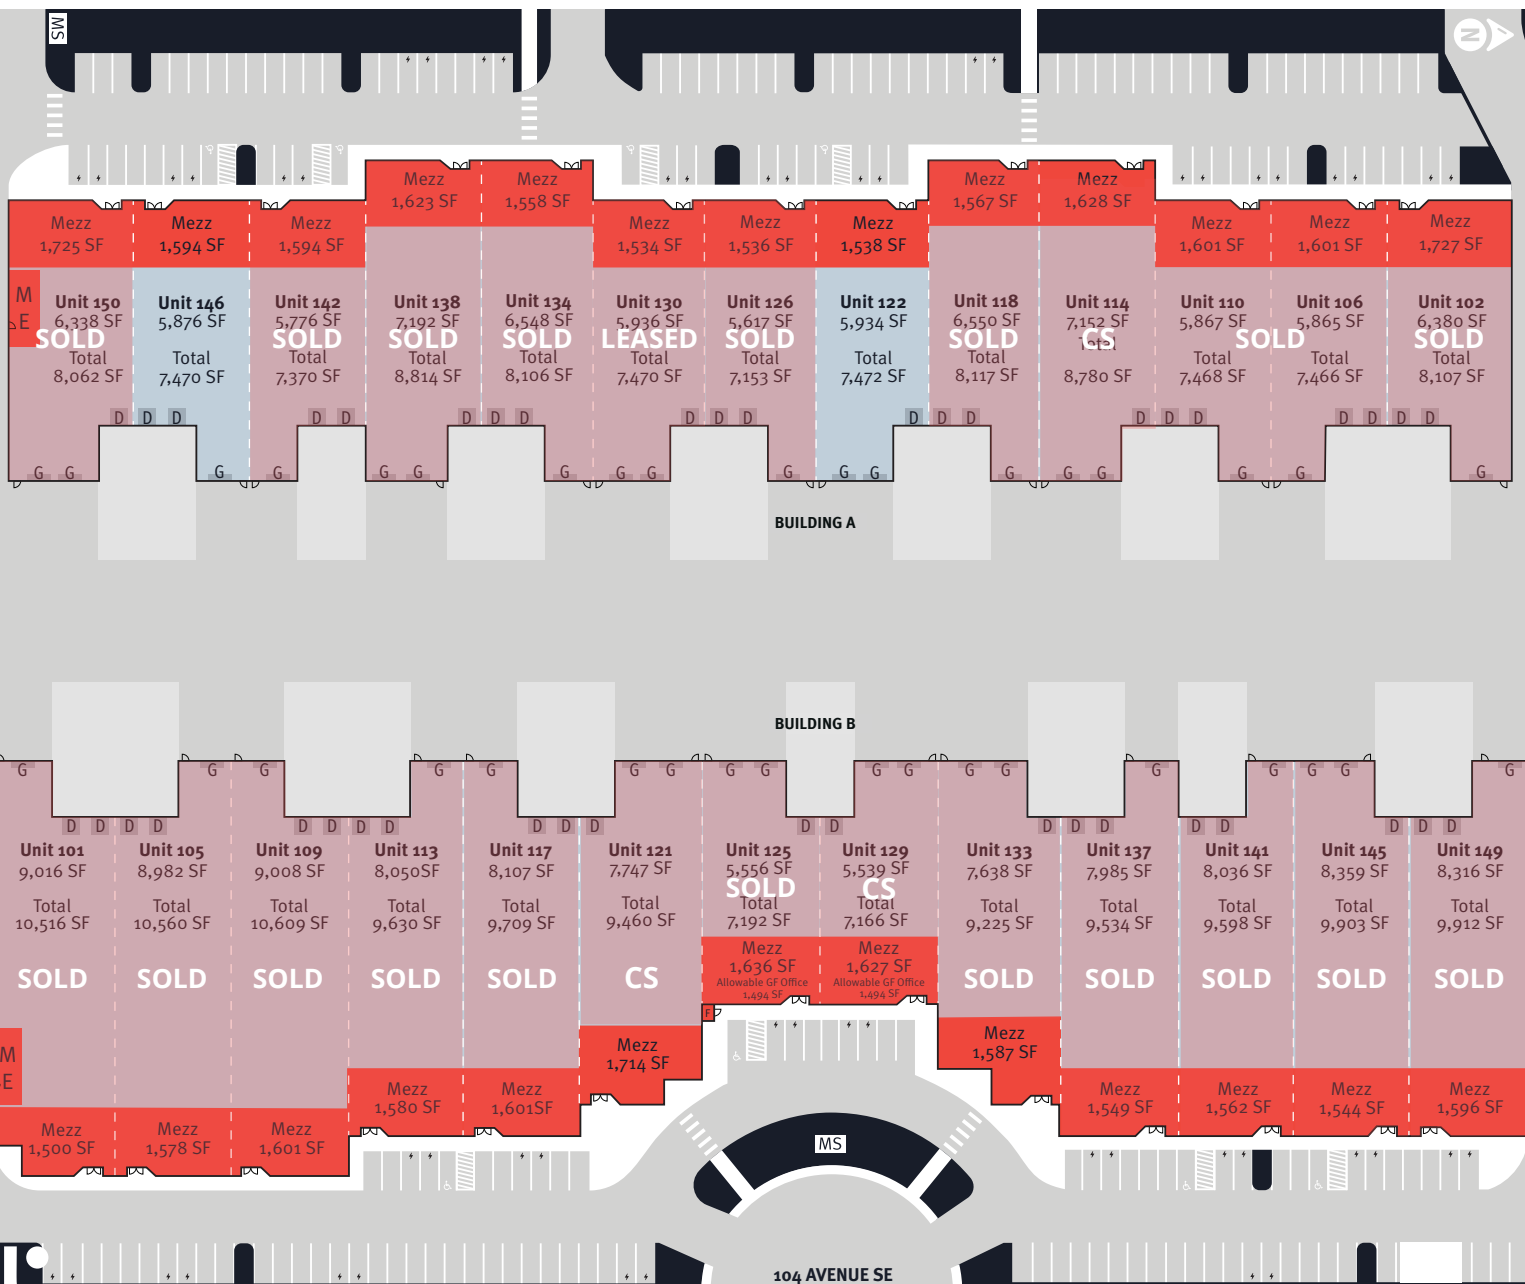 MS
N
Mezz
1,725 SF
Mezz
1,594 SF
Mezz
1,594 SF
Mezz
1,623 SF
Mezz
1,558 SF
Mezz
1,534 SF
Mezz
1,536 SF
Mezz
1,538 SF
Mezz
1,567 SF
Mezz
1,628 SF
Mezz
1,601 SF
Mezz
1,601 SF
Mezz
1,727 SF
M
E
Unit 150
6,338 SF
SOLD
Total
8,062 SF
Unit 146
5,876 SF
Total
7,470 SF
Unit 142
5,776 SF
SOLD
Total
7,370 SF
Unit 138
7,192 SF
SOLD
Total
8,814 SF
Unit 134
6,548 SF
SOLD
Total
8,106 SF
Unit 130
5,936 SF
LEASED
Total
7,470 SF
Unit 126
5,617 SF
SOLD
Total
7,153 SF
Unit 122
5,934 SF
Total
7,472 SF
Unit 118
6,550 SF
SOLD
Total
8,117 SF
Unit 114
7,152 SF
CS
Total
8,780 SF
Unit 110
5,867 SF
Total
7,468 SF
SOLD
Unit 106
5,865 SF
Total
7,466 SF
Unit 102
6,380 SF
SOLD
Total
8,107 SF
D D D D D D D D D D D D D D D D D D D D D
G G G G G G G G G G G G G G G G G
BUILDING A
BUILDING B
G G G G G G G G G G G G G G G G G
D D D D D D D D D D D D D D D D D D D D D
Unit 101
9,016 SF
Total
10,516 SF
SOLD
Unit 105
8,982 SF
Total
10,560 SF
SOLD
Unit 109
9,008 SF
Total
10,609 SF
SOLD
Unit 113
8,050SF
Total
9,630 SF
SOLD
Unit 117
8,107 SF
Total
9,709 SF
SOLD
Unit 121
7,747 SF
Total
9,460 SF
CS
Unit 125
5,556 SF
SOLD
Total
7,192 SF
Unit 129
5,539 SF
CS
Total
7,166 SF
Unit 133
7,638 SF
Total
9,225 SF
SOLD
Unit 137
7,985 SF
Total
9,534 SF
SOLD
Unit 141
8,036 SF
Total
9,598 SF
SOLD
Unit 145
8,359 SF
Total
9,903 SF
SOLD
Unit 149
8,316 SF
Total
9,912 SF
SOLD
M
E
Mezz
1,500 SF
Mezz
1,578 SF
Mezz
1,601 SF
Mezz
1,580 SF
Mezz
1,601SF
Mezz
1,714 SF
Mezz
1,636 SF
Allowable GF Office
1,494 SF
Mezz
1,627 SF
Allowable GF Office
1,494 SF
F
Mezz
1,587 SF
Mezz
1,549 SF
Mezz
1,562 SF
Mezz
1,544 SF
Mezz
1,596 SF
MS
104 AVENUE SE